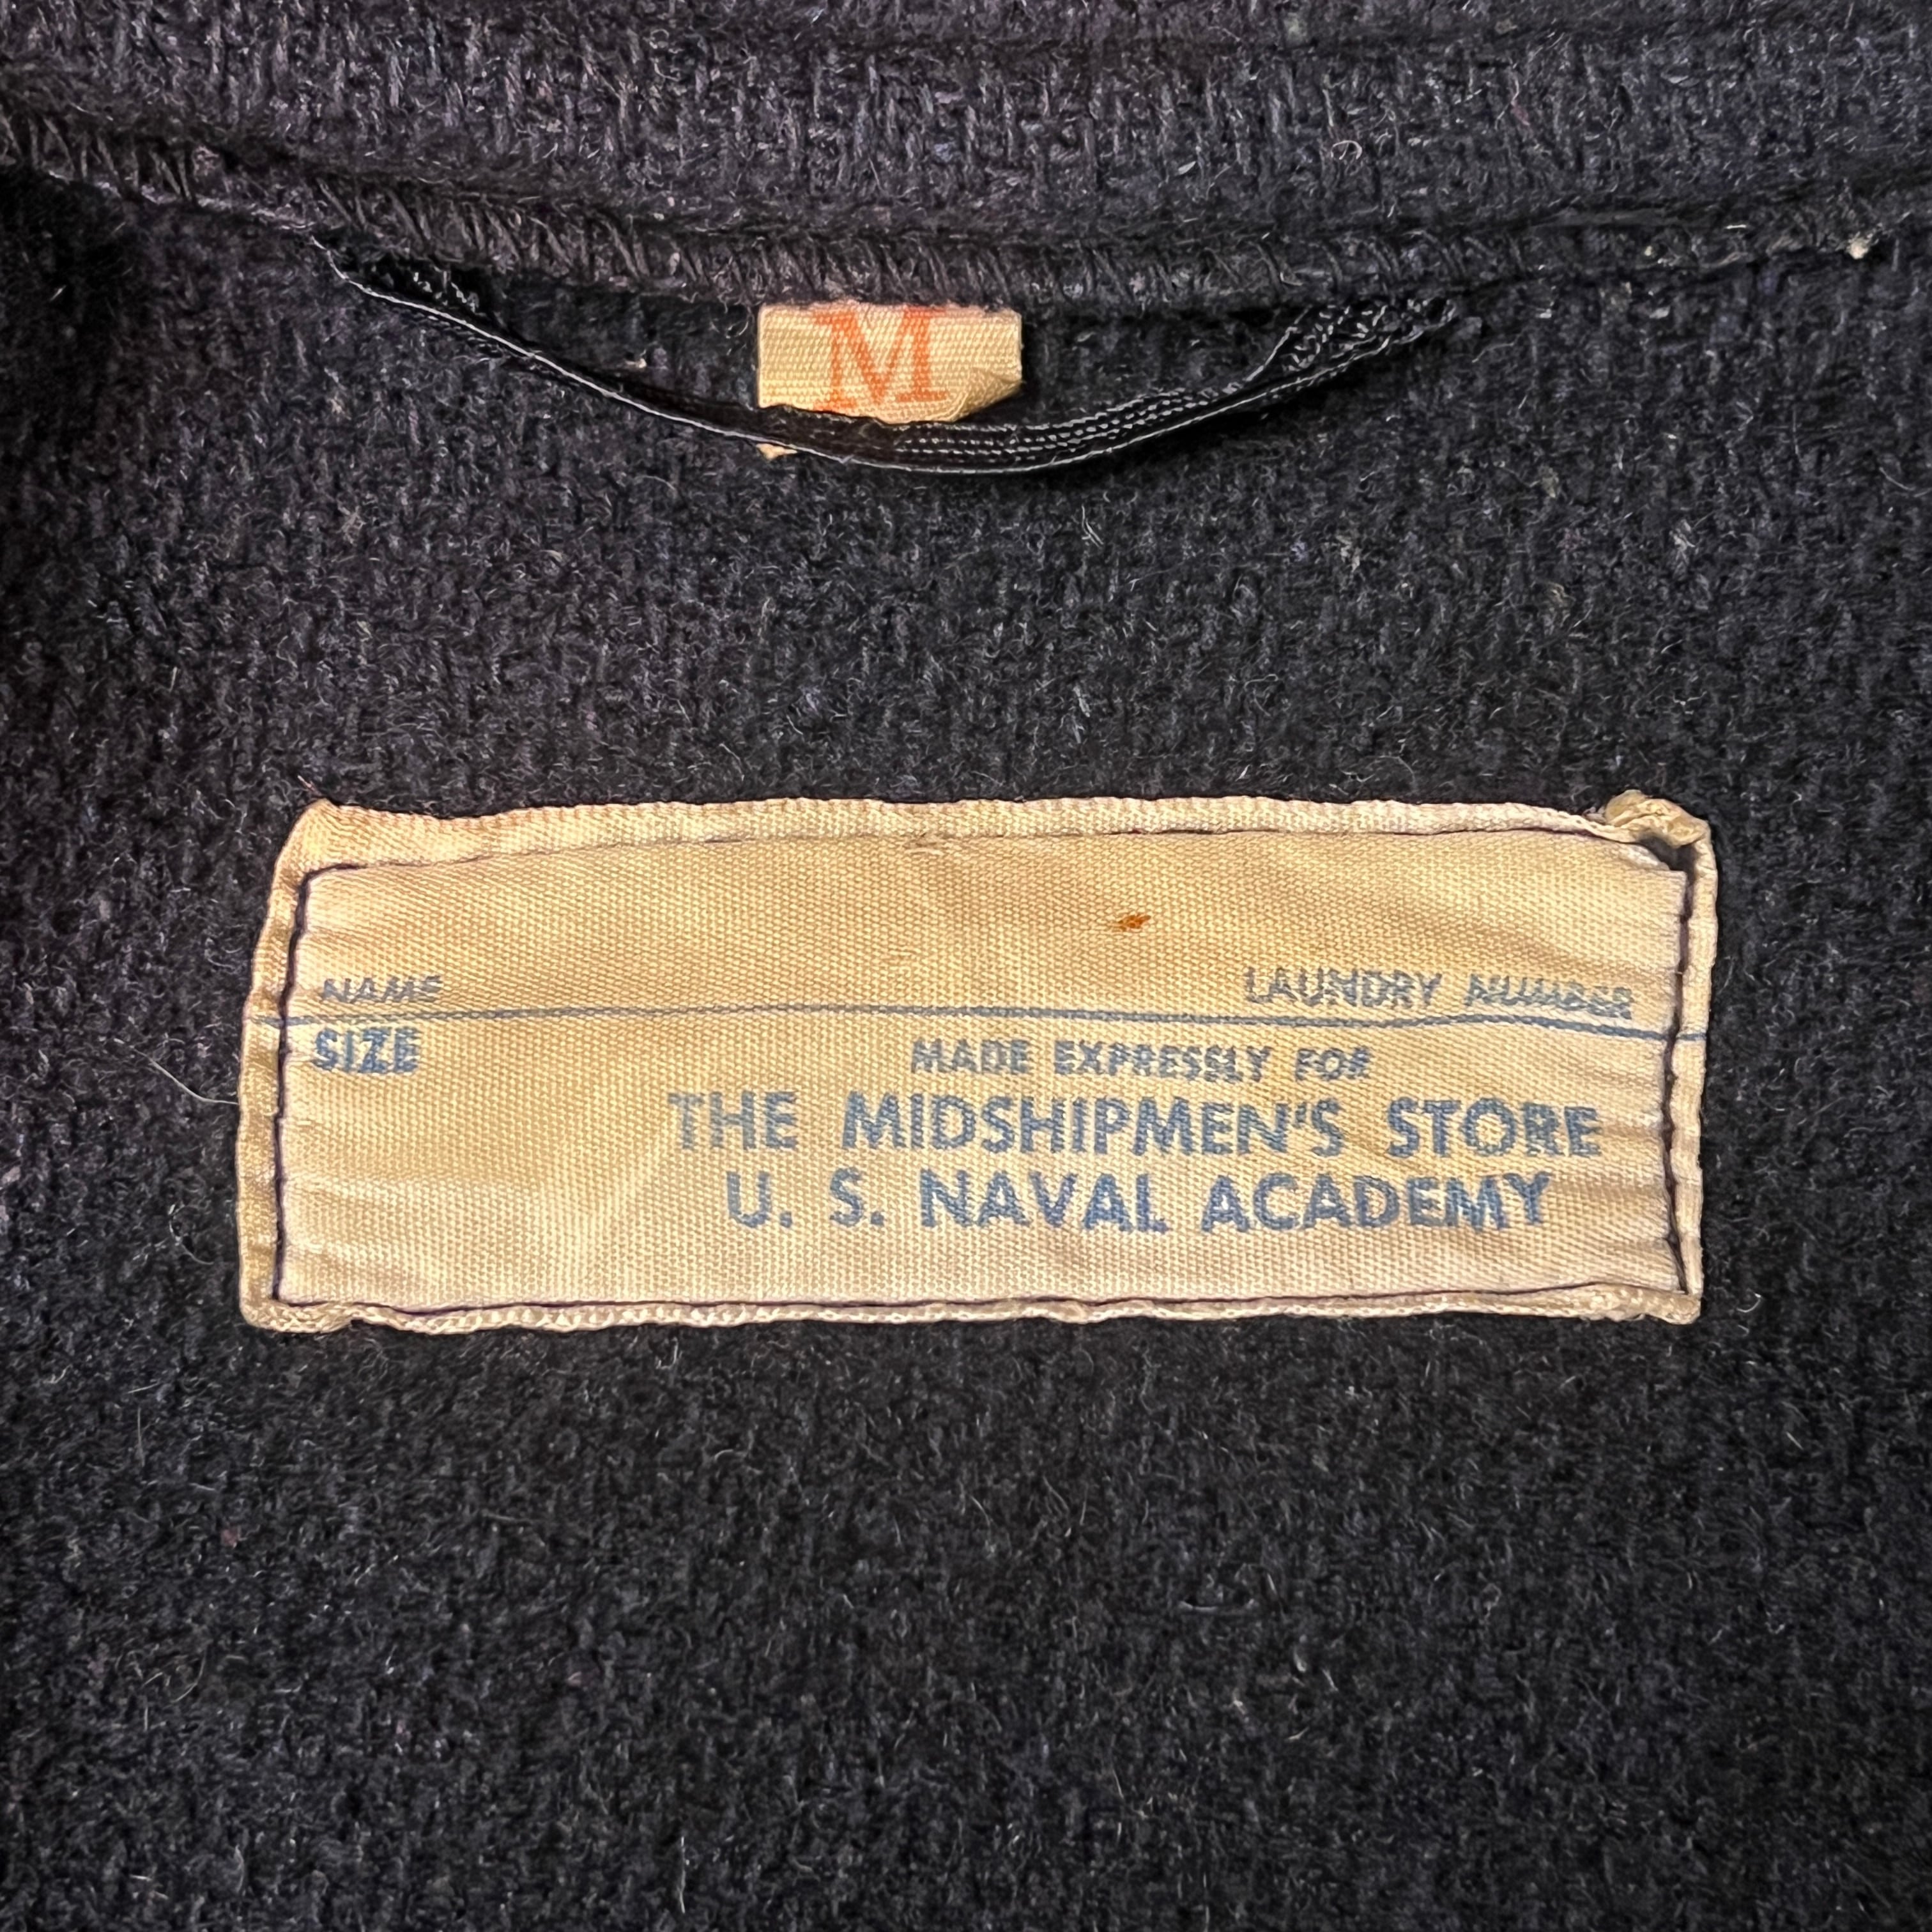 M
NAME LAUNDRY NUMBER
SIZE MADE EXPRESSLY FOR
THE MIDSHIPMEN'S STORE
U. S. NAVAL ACADEMY